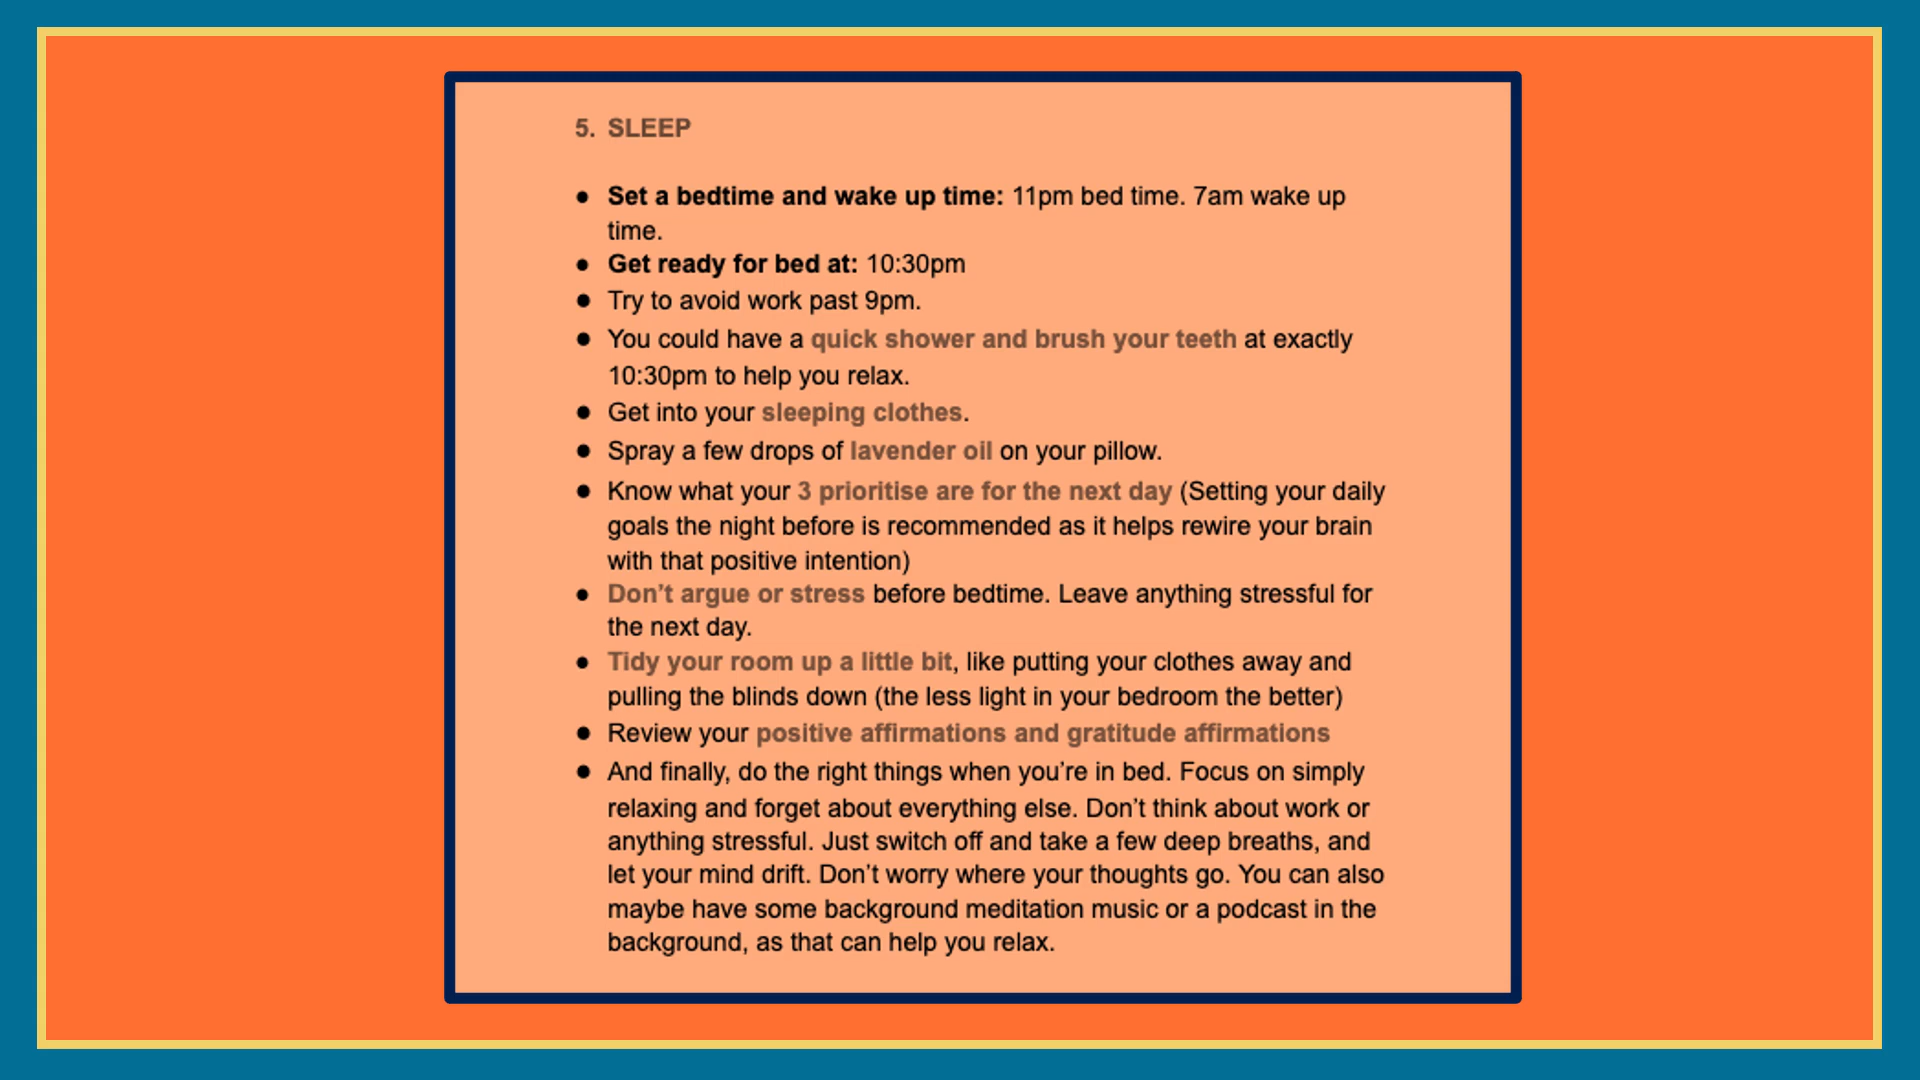 5. SLEEP
● Set a bedtime and wake up time: 11pm bed time. 7am wake up
time.
● Get ready for bed at: 10:30pm
● Try to avoid work past 9pm.
● You could have a quick shower and brush your teeth at exactly
10:30pm to help you relax.
● Get into your sleeping clothes.
● Spray a few drops of lavender oil on your pillow.
● Know what your 3 prioritise are for the next day (Setting your daily
goals the night before is recommended as it helps rewire your brain
with that positive intention)
● Don’t argue or stress before bedtime. Leave anything stressful for
the next day.
● Tidy your room up a little bit, like putting your clothes away and
pulling the blinds down (the less light in your bedroom the better)
● Review your positive affirmations and gratitude affirmations
● And finally, do the right things when you’re in bed. Focus on simply
relaxing and forget about everything else. Don’t think about work or
anything stressful. Just switch off and take a few deep breaths, and
let your mind drift. Don’t worry where your thoughts go. You can also
maybe have some background meditation music or a podcast in the
background, as that can help you relax.